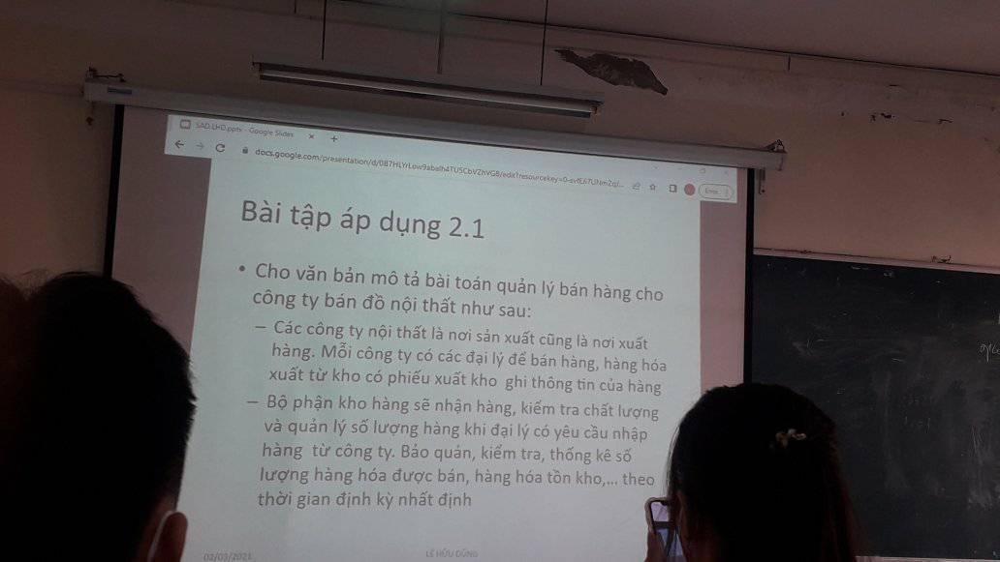 SAD.LHD.pptx - Google Slides
Bài tập áp dụng 2.1
• Cho văn bản mô tả bài toán quản lý bán hàng cho
công ty bán đồ nội thất như sau:
– Các công ty nội thất là nơi sản xuất cũng là nơi xuất
hàng. Mỗi công ty có các đại lý để bán hàng, hàng hóa
xuất từ kho có phiếu xuất kho ghi thông tin của hàng
– Bộ phận kho hàng sẽ nhận hàng, kiểm tra chất lượng
và quản lý số lượng hàng khi đại lý có yêu cầu nhập
hàng từ công ty. Bảo quản, kiểm tra, thống kê số
lượng hàng hóa được bán, hàng hóa tồn kho,... theo
thời gian định kỳ nhất định
02/03/2021
LÊ HỮU DŨNG